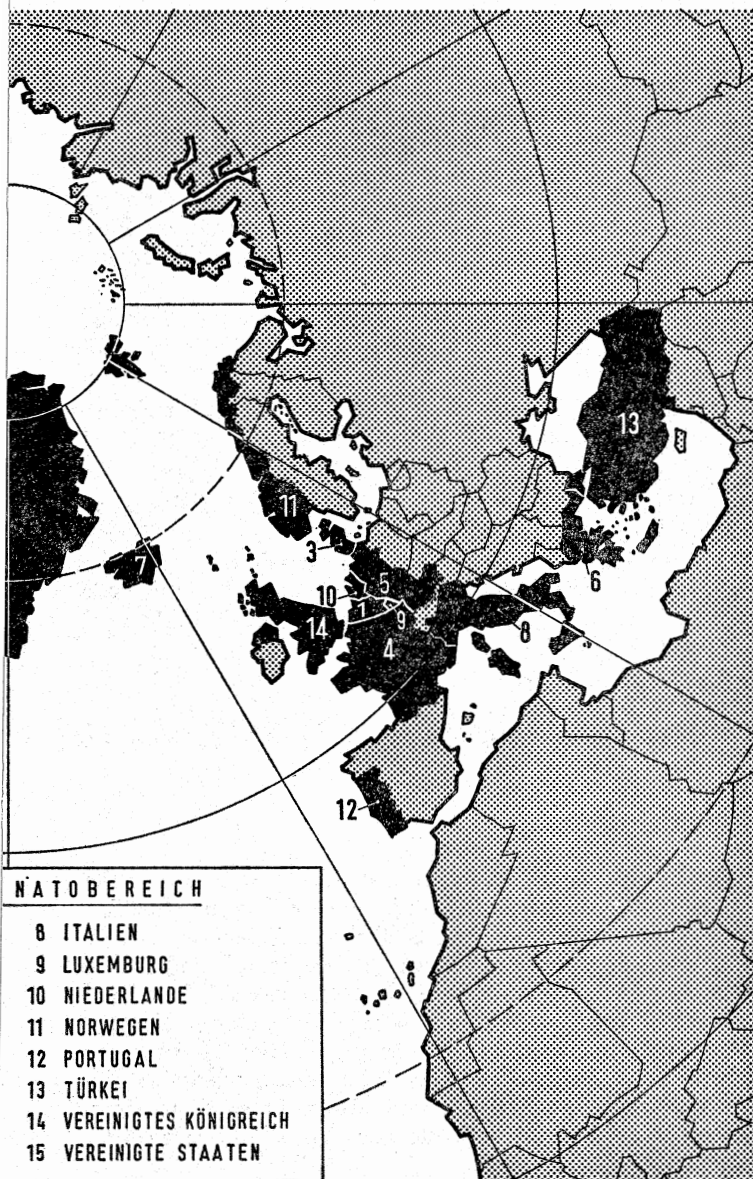 13
11
3
7
6
10
5
1
9
8
14
4
12
NATOBEREICH
8 ITALIEN
9 LUXEMBURG
10 NIEDERLANDE
11 NORWEGEN
12 PORTUGAL
13 TÜRKEI
14 VEREINIGTES KÖNIGREICH
15 VEREINIGTE STAATEN